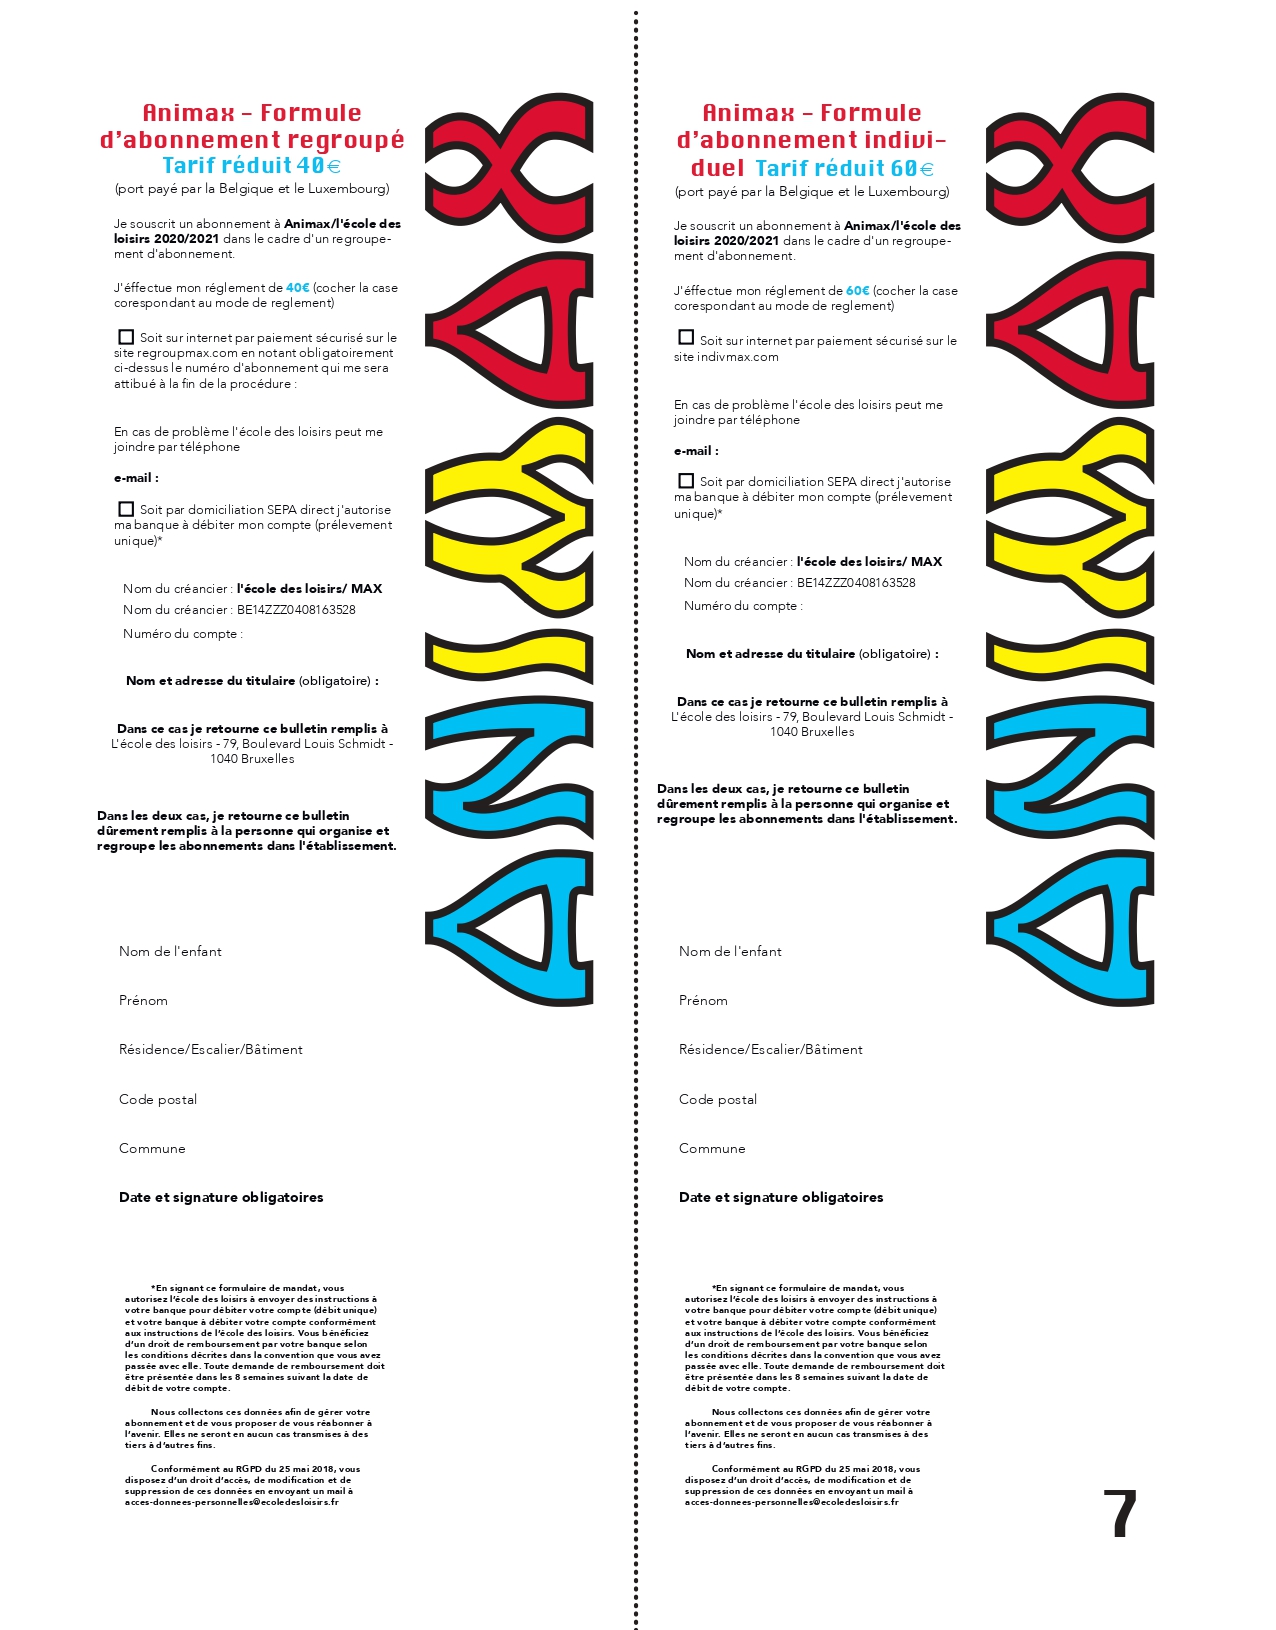 Animax - Formule
d'abonnement regroupé
Tarif réduit 40€
(port payé par la Belgique et le Luxembourg)
Je souscrit un abonnement à Animax/l'école des
loisirs 2020/2021 dans le cadre d'un regroupe-
ment d'abonnement.
J'éffectue mon réglement de 40€ (cocher la case
corespondant au mode de reglement)
Soit sur internet par paiement sécurisé sur le
site regroupmax.com en notant obligatoirement
ci-dessus le numéro d'abonnement qui me sera
attibué à la fin de la procédure :
En cas de problème l'école des loisirs peut me
joindre par téléphone
e-mail :
Soit par domiciliation SEPA direct j'autorise
ma banque à débiter mon compte (prélevement
unique)*
Nom du créancier : l'école des loisirs/ MAX
Nom du créancier : BE14ZZZ0408163528
Numéro du compte :
Nom et adresse du titulaire (obligatoire) :
Dans ce cas je retourne ce bulletin remplis à
L'école des loisirs - 79, Boulevard Louis Schmidt -
1040 Bruxelles
Dans les deux cas, je retourne ce bulletin
dûrement remplis à la personne qui organise et
regroupe les abonnements dans l'établissement.
Nom de l'enfant
Prénom
Résidence/Escalier/Bâtiment
Code postal
Commune
Date et signature obligatoires
*En signant ce formulaire de mandat, vous
autorisez l'école des loisirs à envoyer des instructions à
votre banque pour débiter votre compte (débit unique)
et votre banque à débiter votre compte conformément
aux instructions de l'école des loisirs. Vous bénéficiez
d'un droit de remboursement par votre banque selon
les conditions décrites dans la convention que vous avez
passée avec elle. Toute demande de remboursement doit
être présentée dans les 8 semaines suivant la date de
débit de votre compte.
Nous collectons ces données afin de gérer votre
abonnement et de vous proposer de vous réabonner à
l'avenir. Elles ne seront en aucun cas transmises à des
tiers à d'autres fins.
Conformément au RGPD du 25 mai 2018, vous
disposez d'un droit d'accès, de modification et de
suppression de ces données en envoyant un mail à
acces-donnees-personnelles@ecoledesloisirs.fr
ANIMAX
Animax - Formule
d'abonnement indivi-
duel Tarif réduit 60€
(port payé par la Belgique et le Luxembourg)
Je souscrit un abonnement à Animax/l'école des
loisirs 2020/2021 dans le cadre d'un regroupe-
ment d'abonnement.
J'éffectue mon réglement de 60€ (cocher la case
corespondant au mode de reglement)
Soit sur internet par paiement sécurisé sur le
site indivmax.com
En cas de problème l'école des loisirs peut me
joindre par téléphone
e-mail :
Soit par domiciliation SEPA direct j'autorise
ma banque à débiter mon compte (prélevement
unique)*
Nom du créancier : l'école des loisirs/ MAX
Nom du créancier : BE14ZZZ0408163528
Numéro du compte :
Nom et adresse du titulaire (obligatoire) :
Dans ce cas je retourne ce bulletin remplis à
L'école des loisirs - 79, Boulevard Louis Schmidt -
1040 Bruxelles
Dans les deux cas, je retourne ce bulletin
dûrement remplis à la personne qui organise et
regroupe les abonnements dans l'établissement.
Nom de l'enfant
Prénom
Résidence/Escalier/Bâtiment
Code postal
Commune
Date et signature obligatoires
*En signant ce formulaire de mandat, vous
autorisez l'école des loisirs à envoyer des instructions à
votre banque pour débiter votre compte (débit unique)
et votre banque à débiter votre compte conformément
aux instructions de l'école des loisirs. Vous bénéficiez
d'un droit de remboursement par votre banque selon
les conditions décrites dans la convention que vous avez
passée avec elle. Toute demande de remboursement doit
être présentée dans les 8 semaines suivant la date de
débit de votre compte.
Nous collectons ces données afin de gérer votre
abonnement et de vous proposer de vous réabonner à
l'avenir. Elles ne seront en aucun cas transmises à des
tiers à d'autres fins.
Conformément au RGPD du 25 mai 2018, vous
disposez d'un droit d'accès, de modification et de
suppression de ces données en envoyant un mail à
acces-donnees-personnelles@ecoledesloisirs.fr
ANIMAX
7